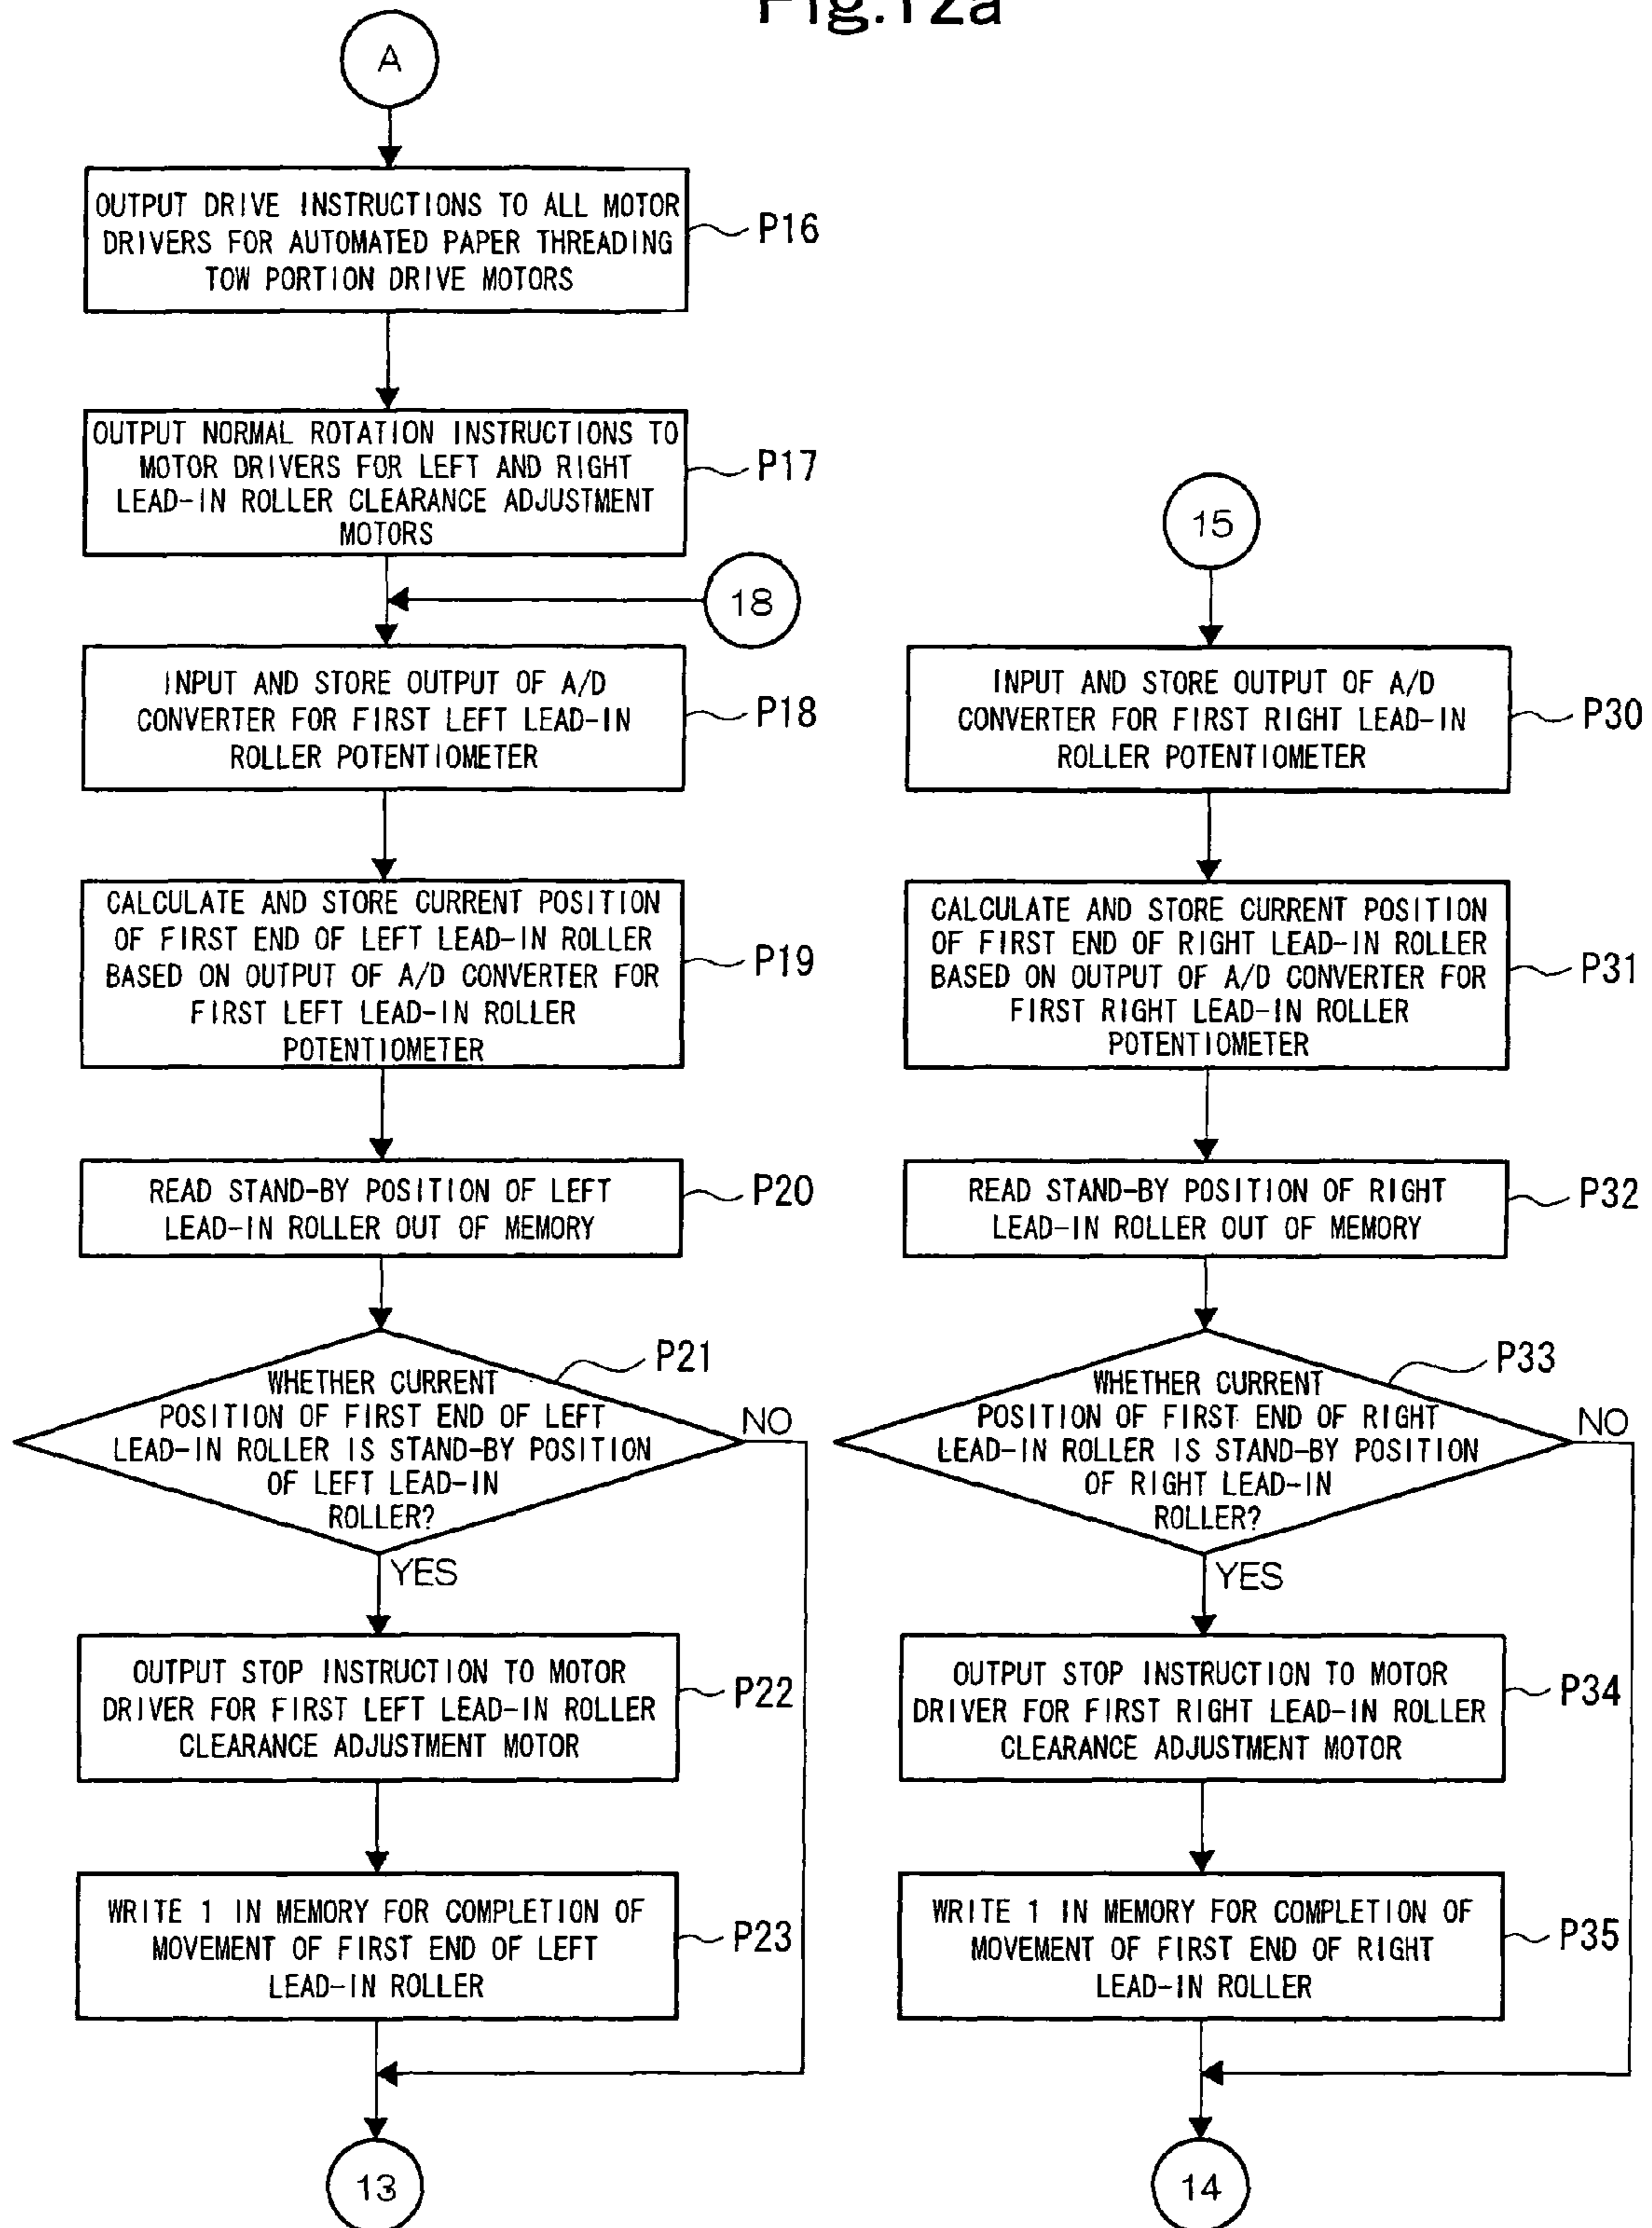 Fig.12a
A
OUTPUT DRIVE INSTRUCTIONS TO ALL MOTOR
DRIVERS FOR AUTOMATED PAPER THREADING
TOW PORTION DRIVE MOTORS
P16
OUTPUT NORMAL ROTATION INSTRUCTIONS TO
MOTOR DRIVERS FOR LEFT AND RIGHT
LEAD-IN ROLLER CLEARANCE ADJUSTMENT
MOTORS
P17
18
INPUT AND STORE OUTPUT OF A/D
CONVERTER FOR FIRST LEFT LEAD-IN
ROLLER POTENTIOMETER
P18
CALCULATE AND STORE CURRENT POSITION
OF FIRST END OF LEFT LEAD-IN ROLLER
BASED ON OUTPUT OF A/D CONVERTER FOR
FIRST LEFT LEAD-IN ROLLER
POTENTIOMETER
P19
READ STAND-BY POSITION OF LEFT
LEAD-IN ROLLER OUT OF MEMORY
P20
P21
WHETHER CURRENT
POSITION OF FIRST END OF LEFT
LEAD-IN ROLLER IS STAND-BY POSITION
OF LEFT LEAD-IN
ROLLER?
NO
YES
OUTPUT STOP INSTRUCTION TO MOTOR
DRIVER FOR FIRST LEFT LEAD-IN ROLLER
CLEARANCE ADJUSTMENT MOTOR
P22
WRITE 1 IN MEMORY FOR COMPLETION OF
MOVEMENT OF FIRST END OF LEFT
LEAD-IN ROLLER
P23
13
15
INPUT AND STORE OUTPUT OF A/D
CONVERTER FOR FIRST RIGHT LEAD-IN
ROLLER POTENTIOMETER
P30
CALCULATE AND STORE CURRENT POSITION
OF FIRST END OF RIGHT LEAD-IN ROLLER
BASED ON OUTPUT OF A/D CONVERTER FOR
FIRST RIGHT LEAD-IN ROLLER
POTENTIOMETER
P31
READ STAND-BY POSITION OF RIGHT
LEAD-IN ROLLER OUT OF MEMORY
P32
P33
WHETHER CURRENT
POSITION OF FIRST END OF RIGHT
LEAD-IN ROLLER IS STAND-BY POSITION
OF RIGHT LEAD-IN
ROLLER?
NO
YES
OUTPUT STOP INSTRUCTION TO MOTOR
DRIVER FOR FIRST RIGHT LEAD-IN ROLLER
CLEARANCE ADJUSTMENT MOTOR
P34
WRITE 1 IN MEMORY FOR COMPLETION OF
MOVEMENT OF FIRST END OF RIGHT
LEAD-IN ROLLER
P35
14